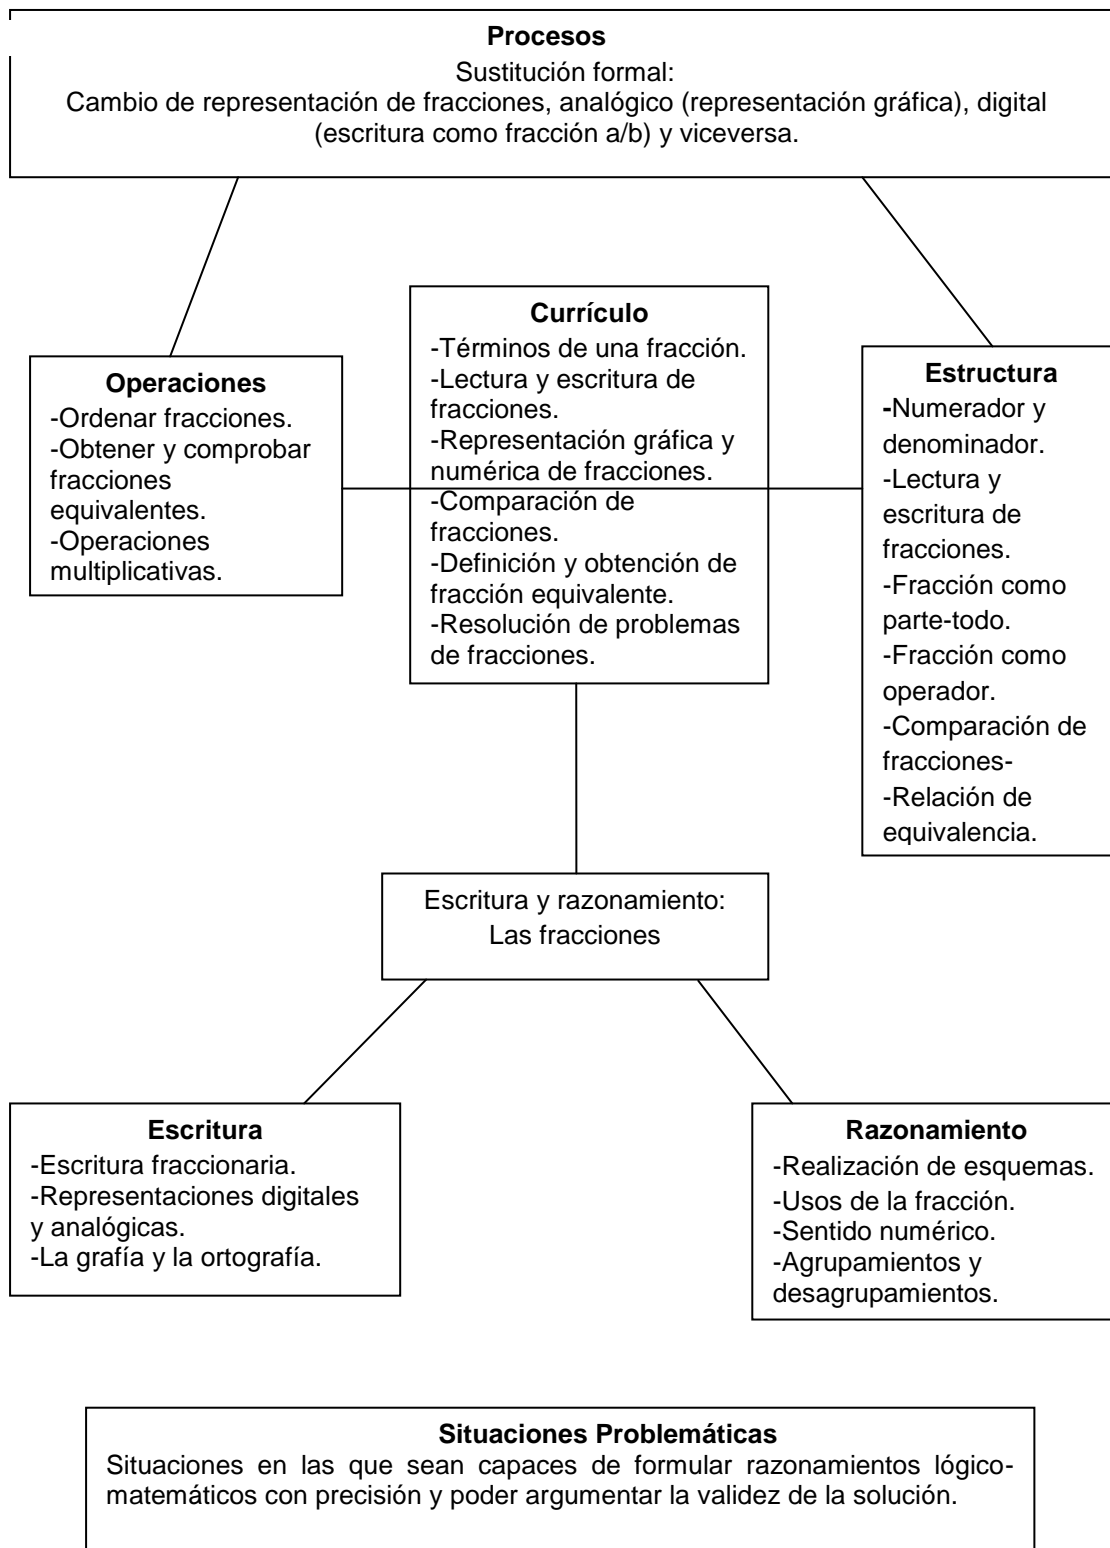 Procesos
Sustitución formal:
Cambio de representación de fracciones, analógico (representación gráfica), digital
(escritura como fracción a/b) y viceversa.
Operaciones
-Ordenar fracciones.
-Obtener y comprobar
fracciones
equivalentes.
-Operaciones
multiplicativas.
Currículo
-Términos de una fracción.
-Lectura y escritura de
fracciones.
-Representación gráfica y
numérica de fracciones.
-Comparación de
fracciones.
-Definición y obtención de
fracción equivalente.
-Resolución de problemas
de fracciones.
Estructura
-Numerador y
denominador.
-Lectura y
escritura de
fracciones.
-Fracción como
parte-todo.
-Fracción como
operador.
-Comparación de
fracciones-
-Relación de
equivalencia.
Escritura y razonamiento:
Las fracciones
Escritura
-Escritura fraccionaria.
-Representaciones digitales
y analógicas.
-La grafía y la ortografía.
Razonamiento
-Realización de esquemas.
-Usos de la fracción.
-Sentido numérico.
-Agrupamientos y
desagrupamientos.
Situaciones Problemáticas
Situaciones en las que sean capaces de formular razonamientos lógico-
matemáticos con precisión y poder argumentar la validez de la solución.